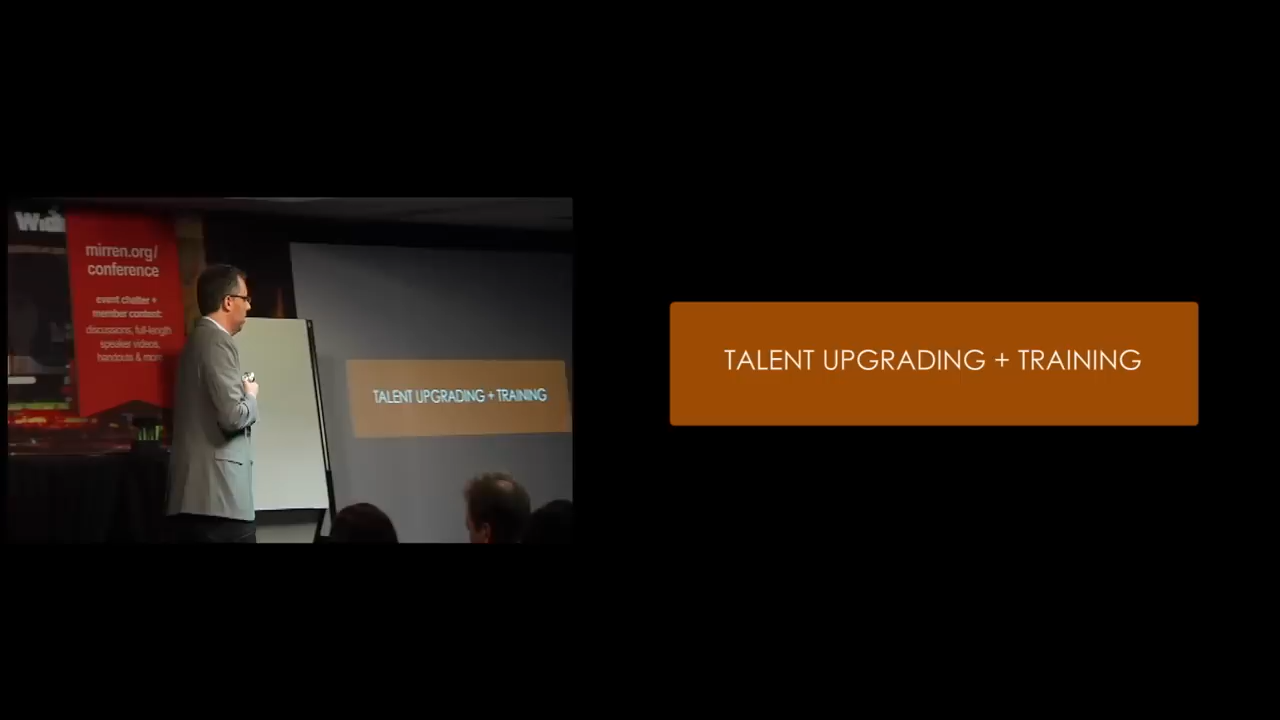 mirren.org/
conference
event chatter +
member content:
discussions, full-length
speaker videos,
handouts & more
TALENT UPGRADING + TRAINING
TALENT UPGRADING + TRAINING